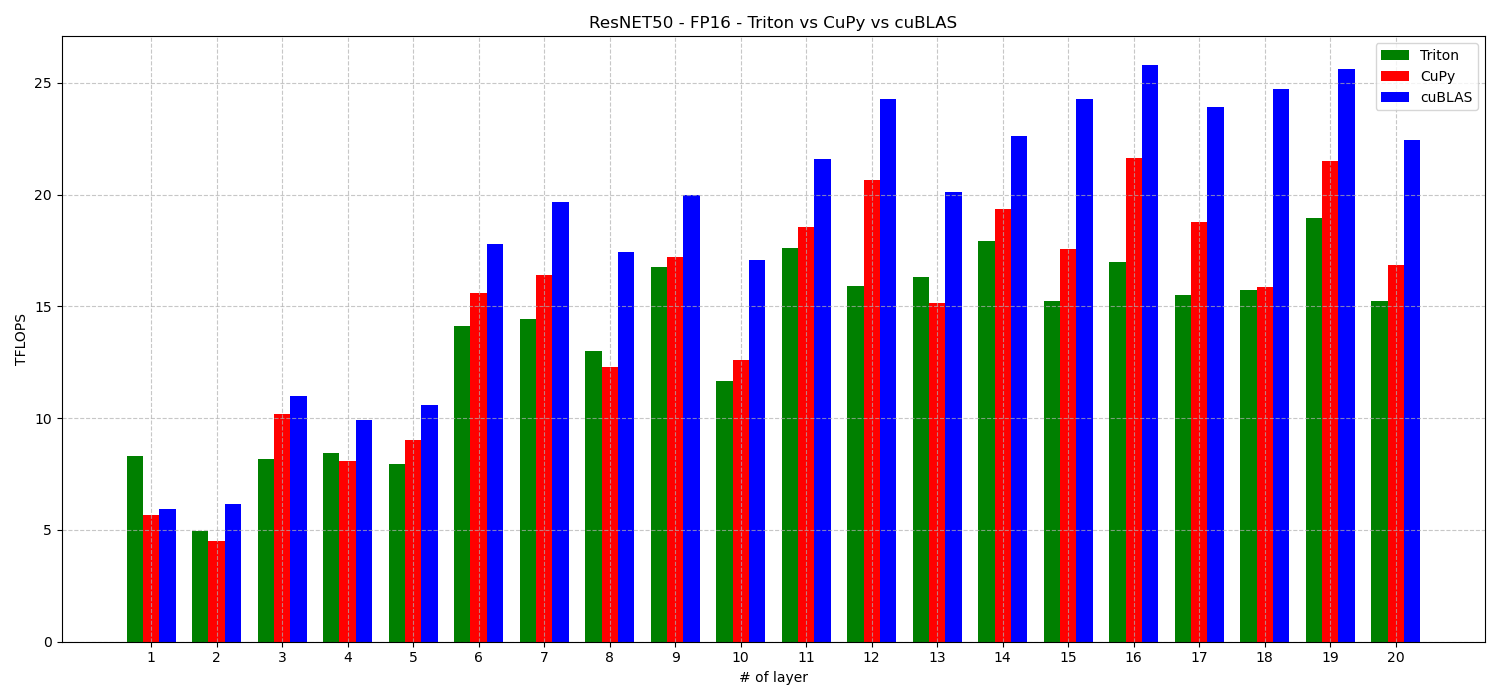 ResNET50 - FP16 - Triton vs CuPy vs cuBLAS
Triton
CuPy
cuBLAS
TFLOPS
25
20
15
10
5
0
1 2 3 4 5 6 7 8 9 10 11 12 13 14 15 16 17 18 19 20
# of layer